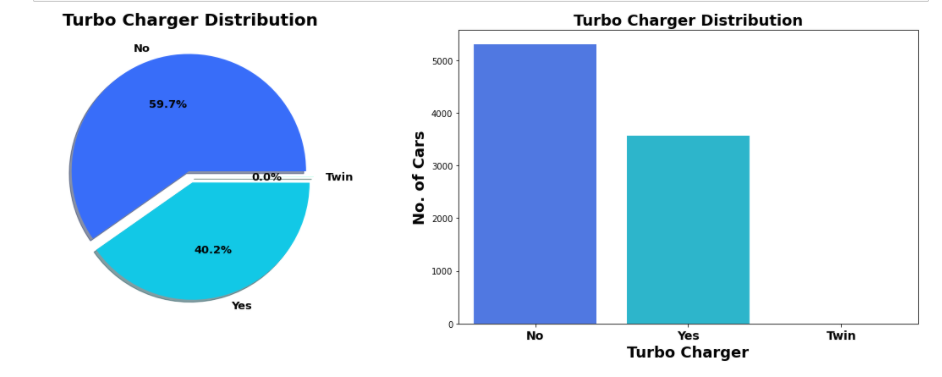 Turbo Charger Distribution
No
59.7%
0.0%
Twin
40.2%
Yes
Turbo Charger Distribution
No. of Cars
5000
4000
3000
2000
1000
0
No Yes Twin
Turbo Charger